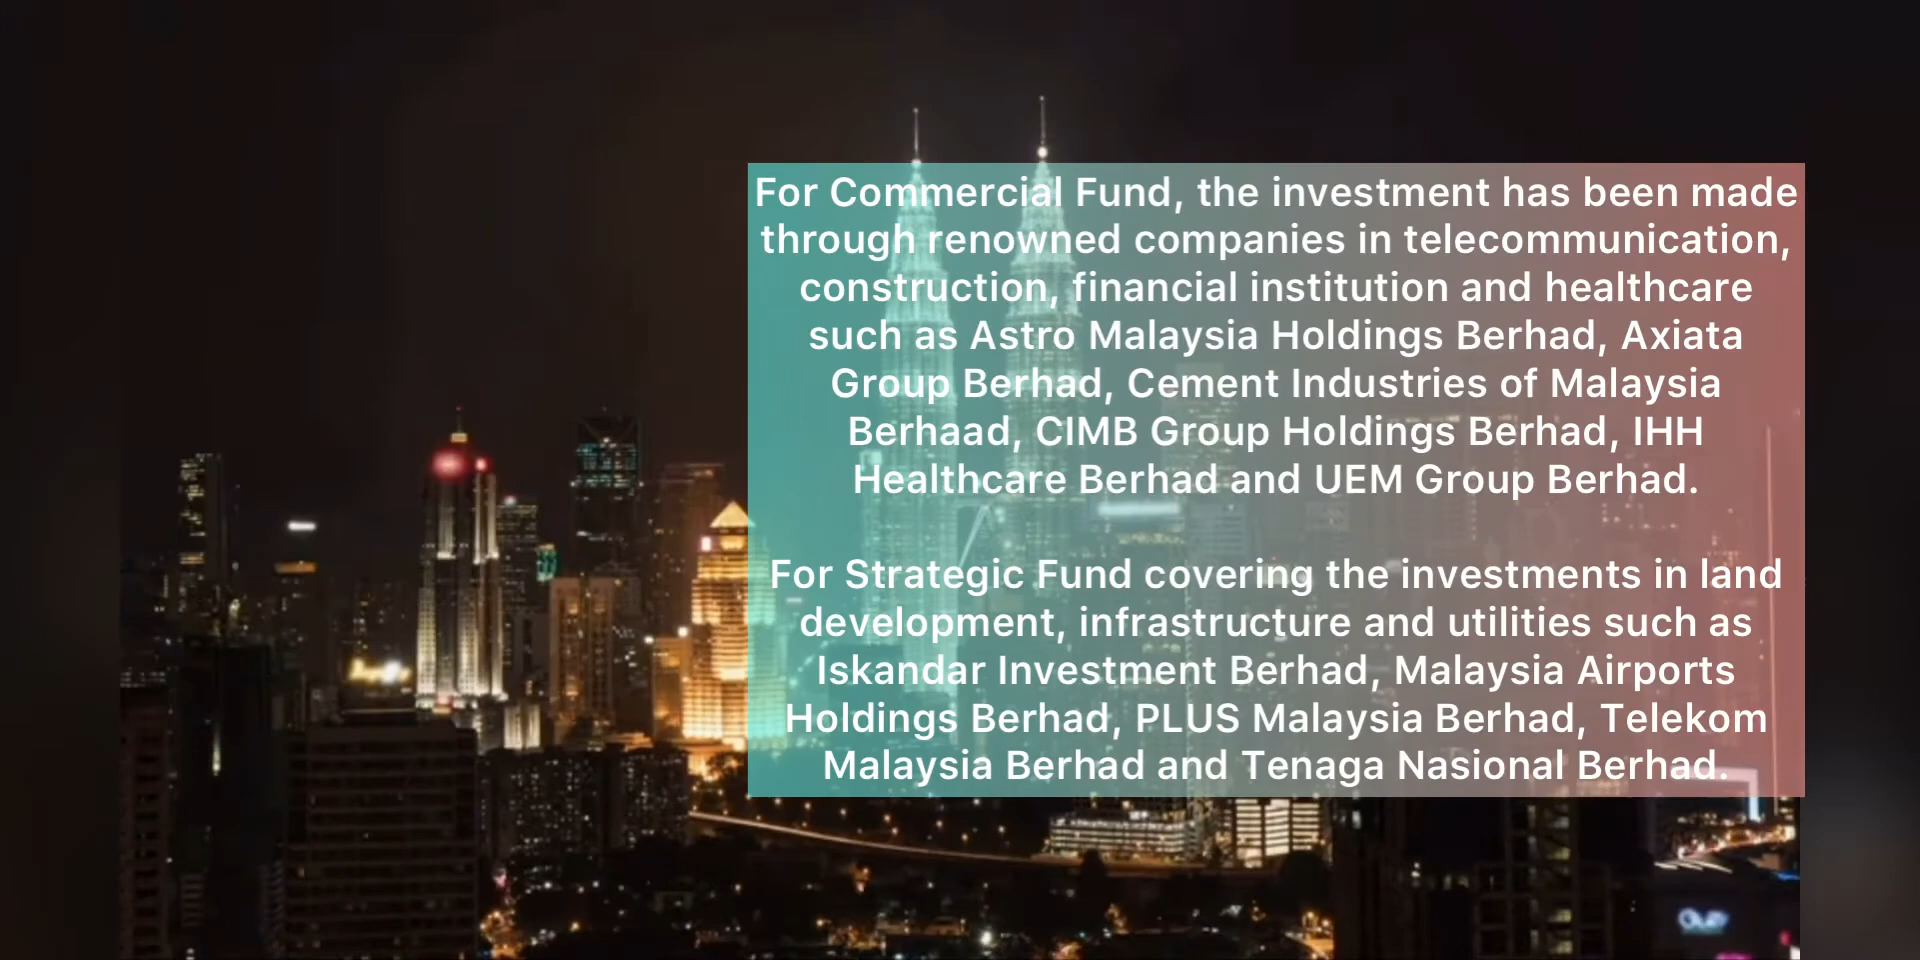 For Commercial Fund, the investment has been made
through renowned companies in telecommunication,
construction, financial institution and healthcare
such as Astro Malaysia Holdings Berhad, Axiata
Group Berhad, Cement Industries of Malaysia
Berhaad, CIMB Group Holdings Berhad, IHH
Healthcare Berhad and UEM Group Berhad.
For Strategic Fund covering the investments in land
development, infrastructure and utilities such as
Iskandar Investment Berhad, Malaysia Airports
Holdings Berhad, PLUS Malaysia Berhad, Telekom
Malaysia Berhad and Tenaga Nasional Berhad.